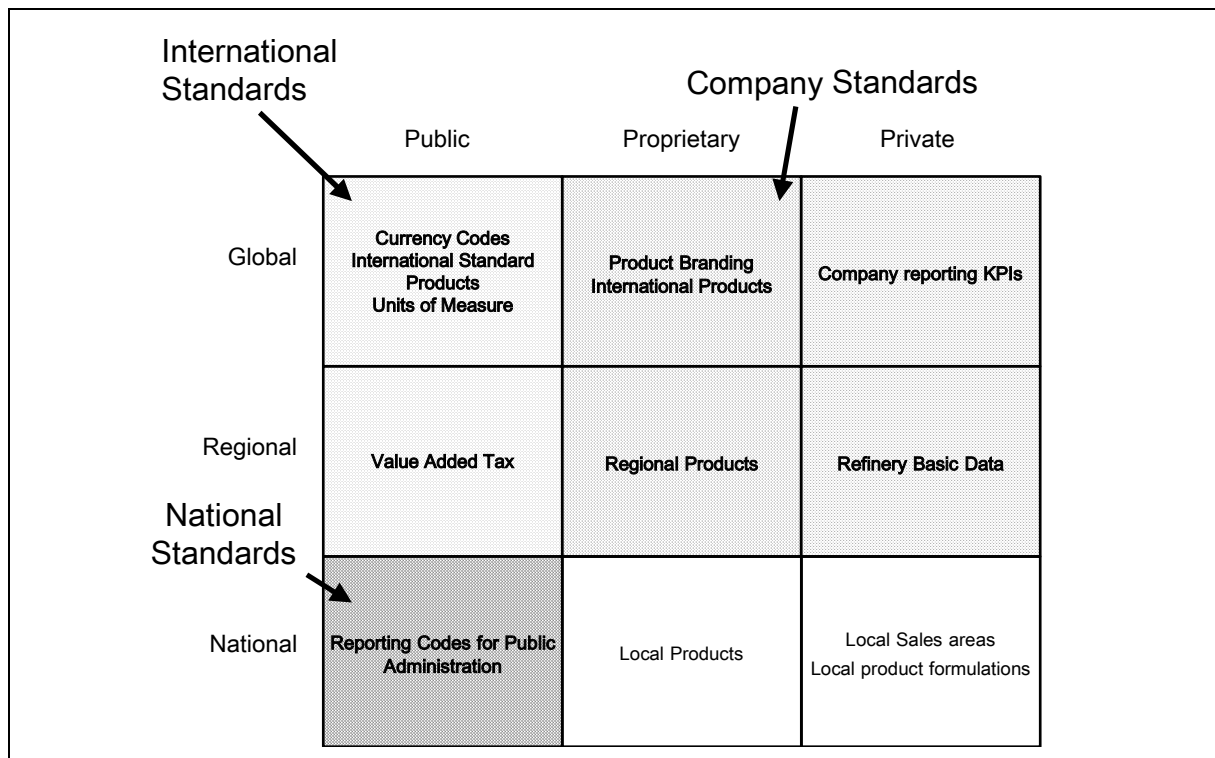 International
Standards
Company Standards
Public
Proprietary
Private
Global
Currency Codes
International Standard
Products
Units of Measure
Product Branding
International Products
Company reporting KPIs
Regional
Value Added Tax
Regional Products
Refinery Basic Data
National
Standards
National
Reporting Codes for Public
Administration
Local Products
Local Sales areas
Local product formulations